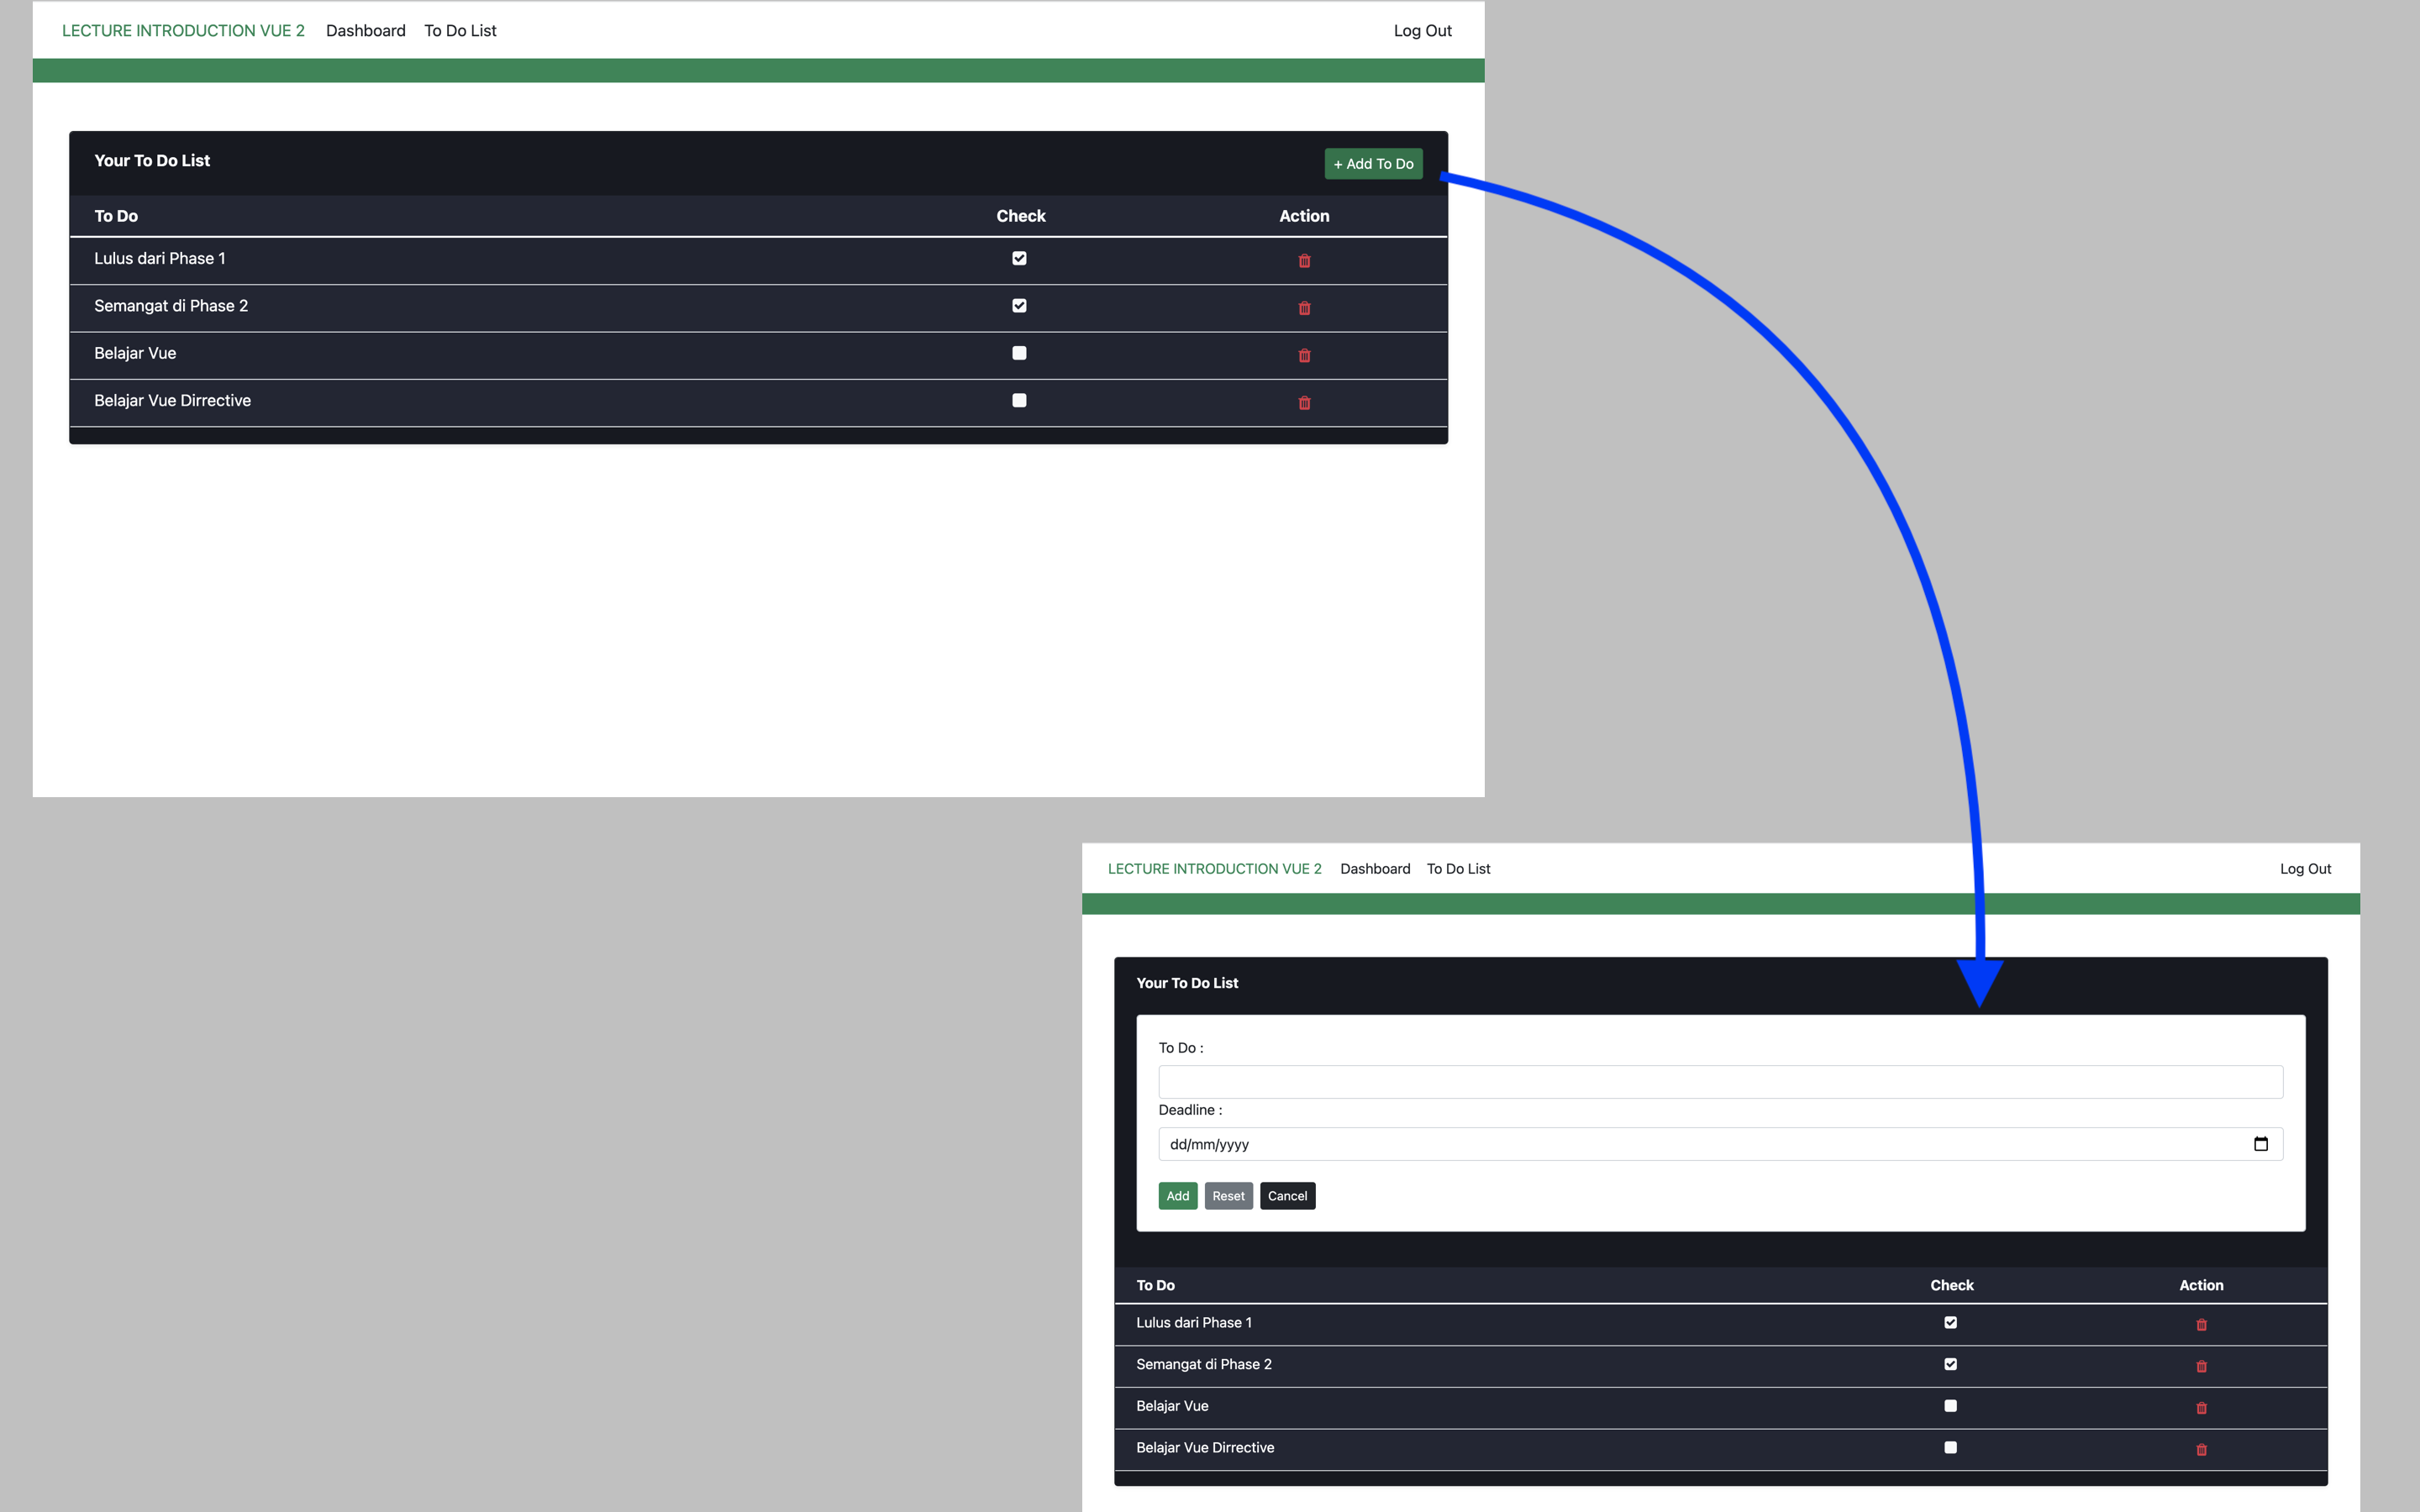 LECTURE INTRODUCTION VUE 2 Dashboard To Do List Log Out
Your To Do List + Add To Do
To Do Check Action
Lulus dari Phase 1
Semangat di Phase 2
Belajar Vue
Belajar Vue Dirrective
LECTURE INTRODUCTION VUE 2 Dashboard To Do List Log Out
Your To Do List
To Do :
Deadline :
dd/mm/yyyy
Add Reset Cancel
To Do Check Action
Lulus dari Phase 1
Semangat di Phase 2
Belajar Vue
Belajar Vue Dirrective